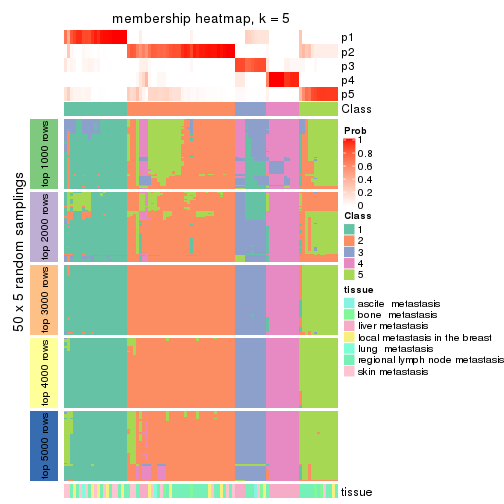 membership heatmap, k = 5
p1
p2
p3
p4
p5
Class
50 x 5 random samplings
top 1000 rows
top 2000 rows
top 3000 rows
top 4000 rows
top 5000 rows
Prob
1
0.8
0.6
0.4
0.2
0
Class
1
2
3
4
5
tissue
ascite metastasis
bone metastasis
liver metastasis
local metastasis in the breast
lung metastasis
regional lymph node metastasis
skin metastasis
tissue